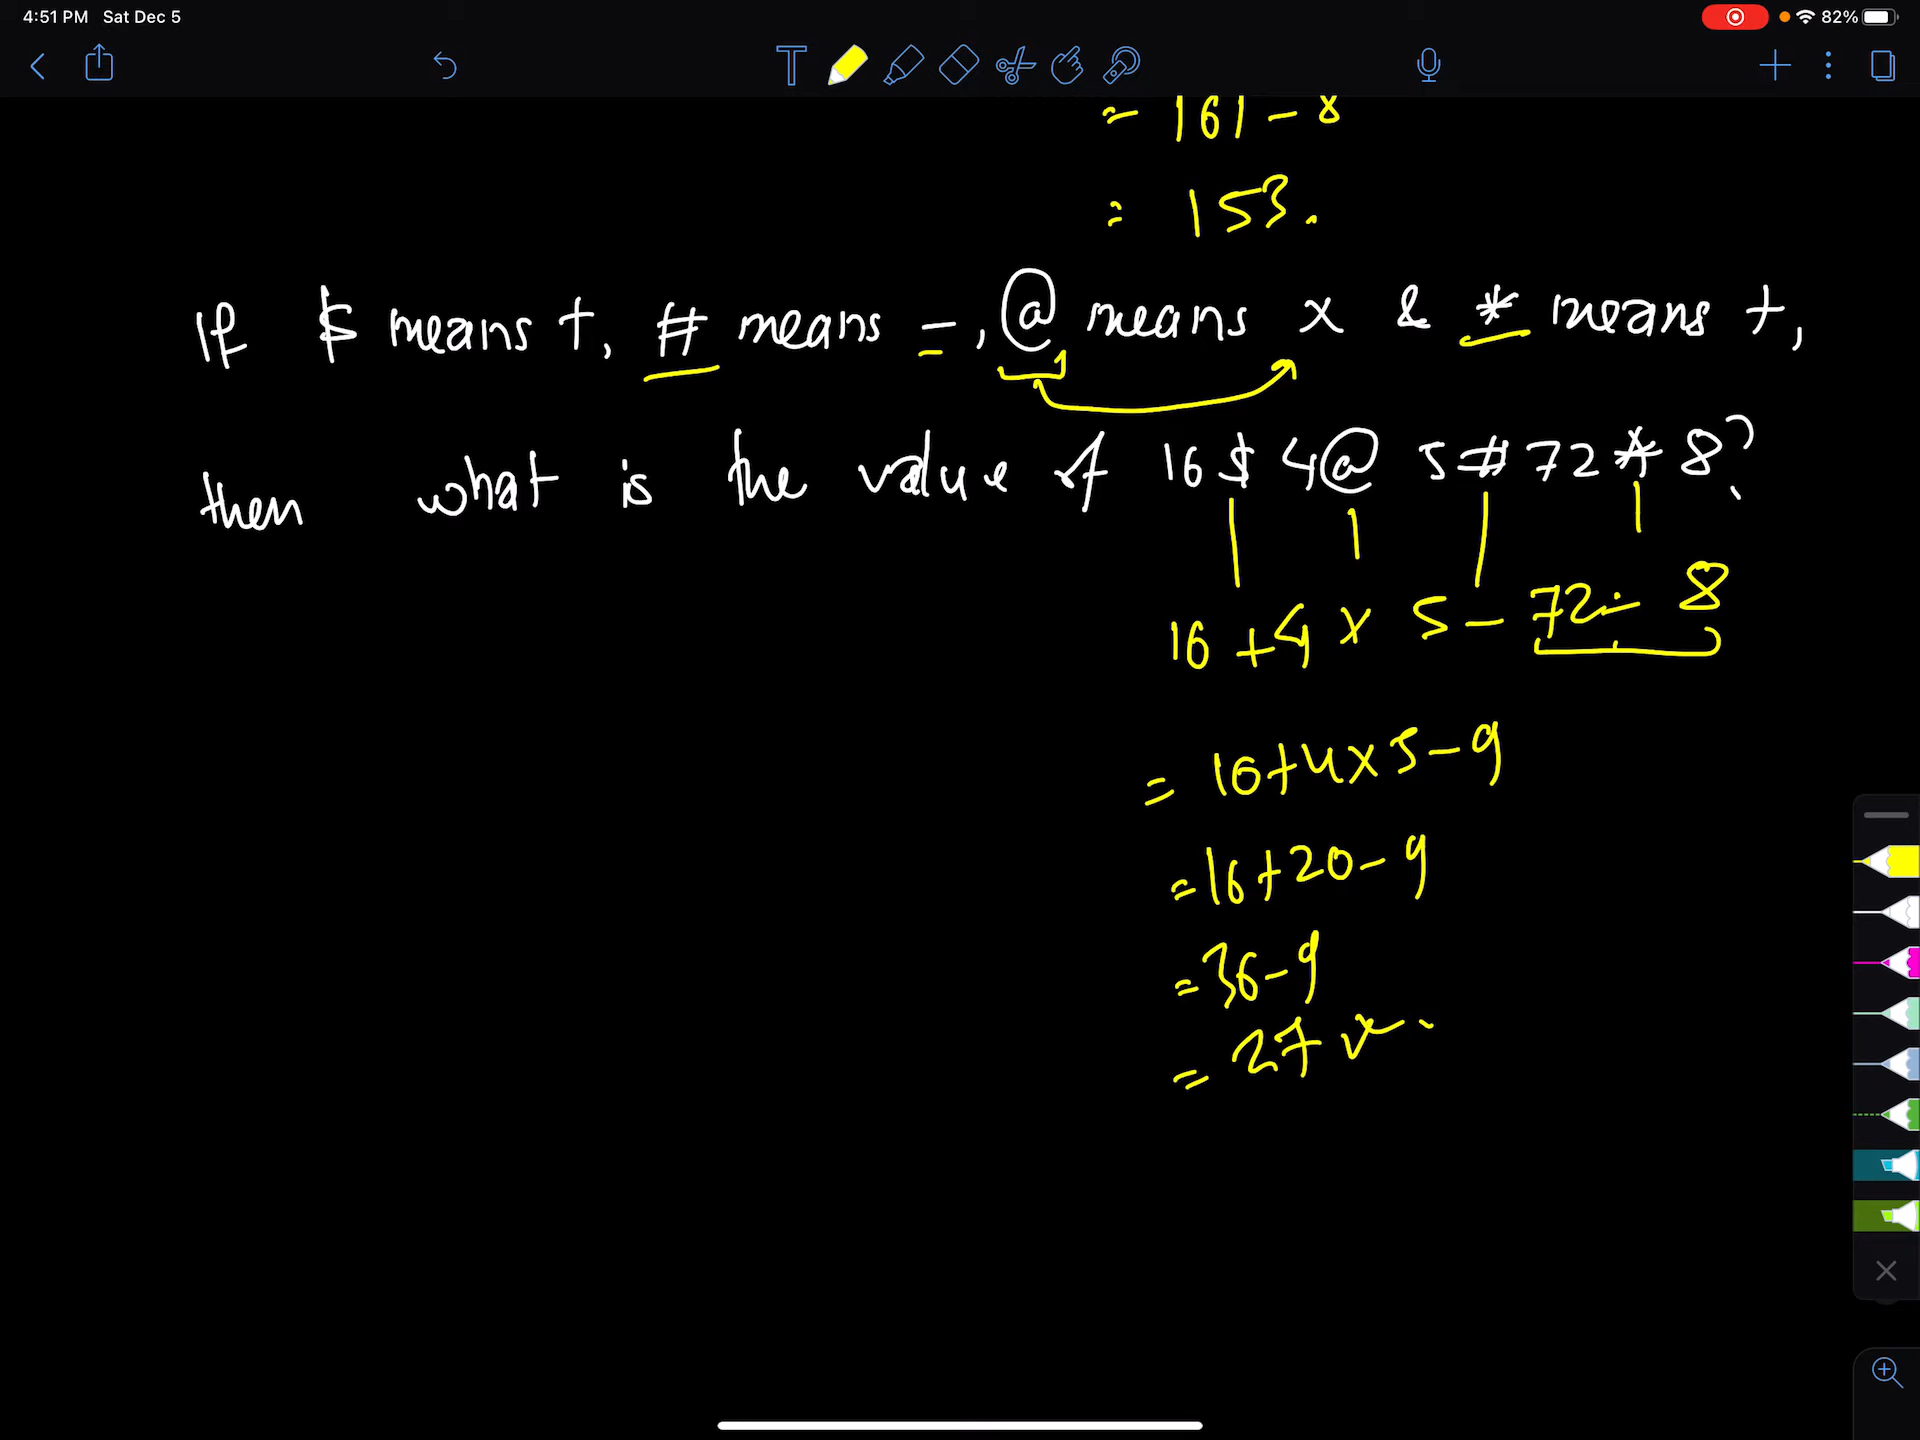 4:51 PM Sat Dec 5
82%
= 161 - 8
= 153.
If $ means +, # means -, @ means x & * means +,
then what is the value of 16 $ 4 @ 5 # 72 * 8?
16 + 4 x 5 - 72 ÷ 8
= 16 + 4 x 5 - 9
= 16 + 20 - 9
= 36 - 9
= 27